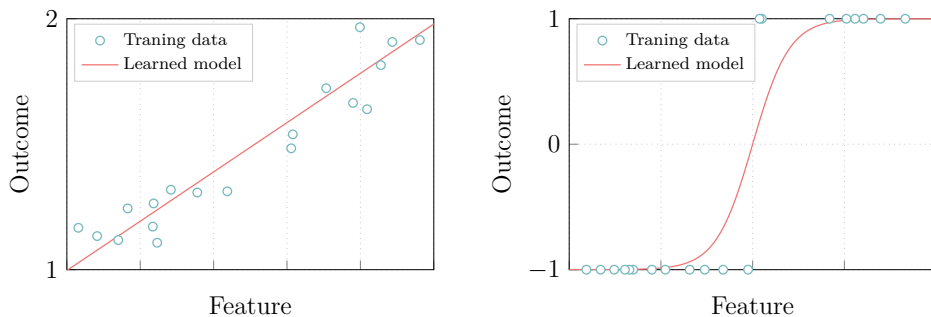 2
Traning data
Learned model
Outcome
1
Feature
1
Traning data
Learned model
Outcome
0
−1
Feature